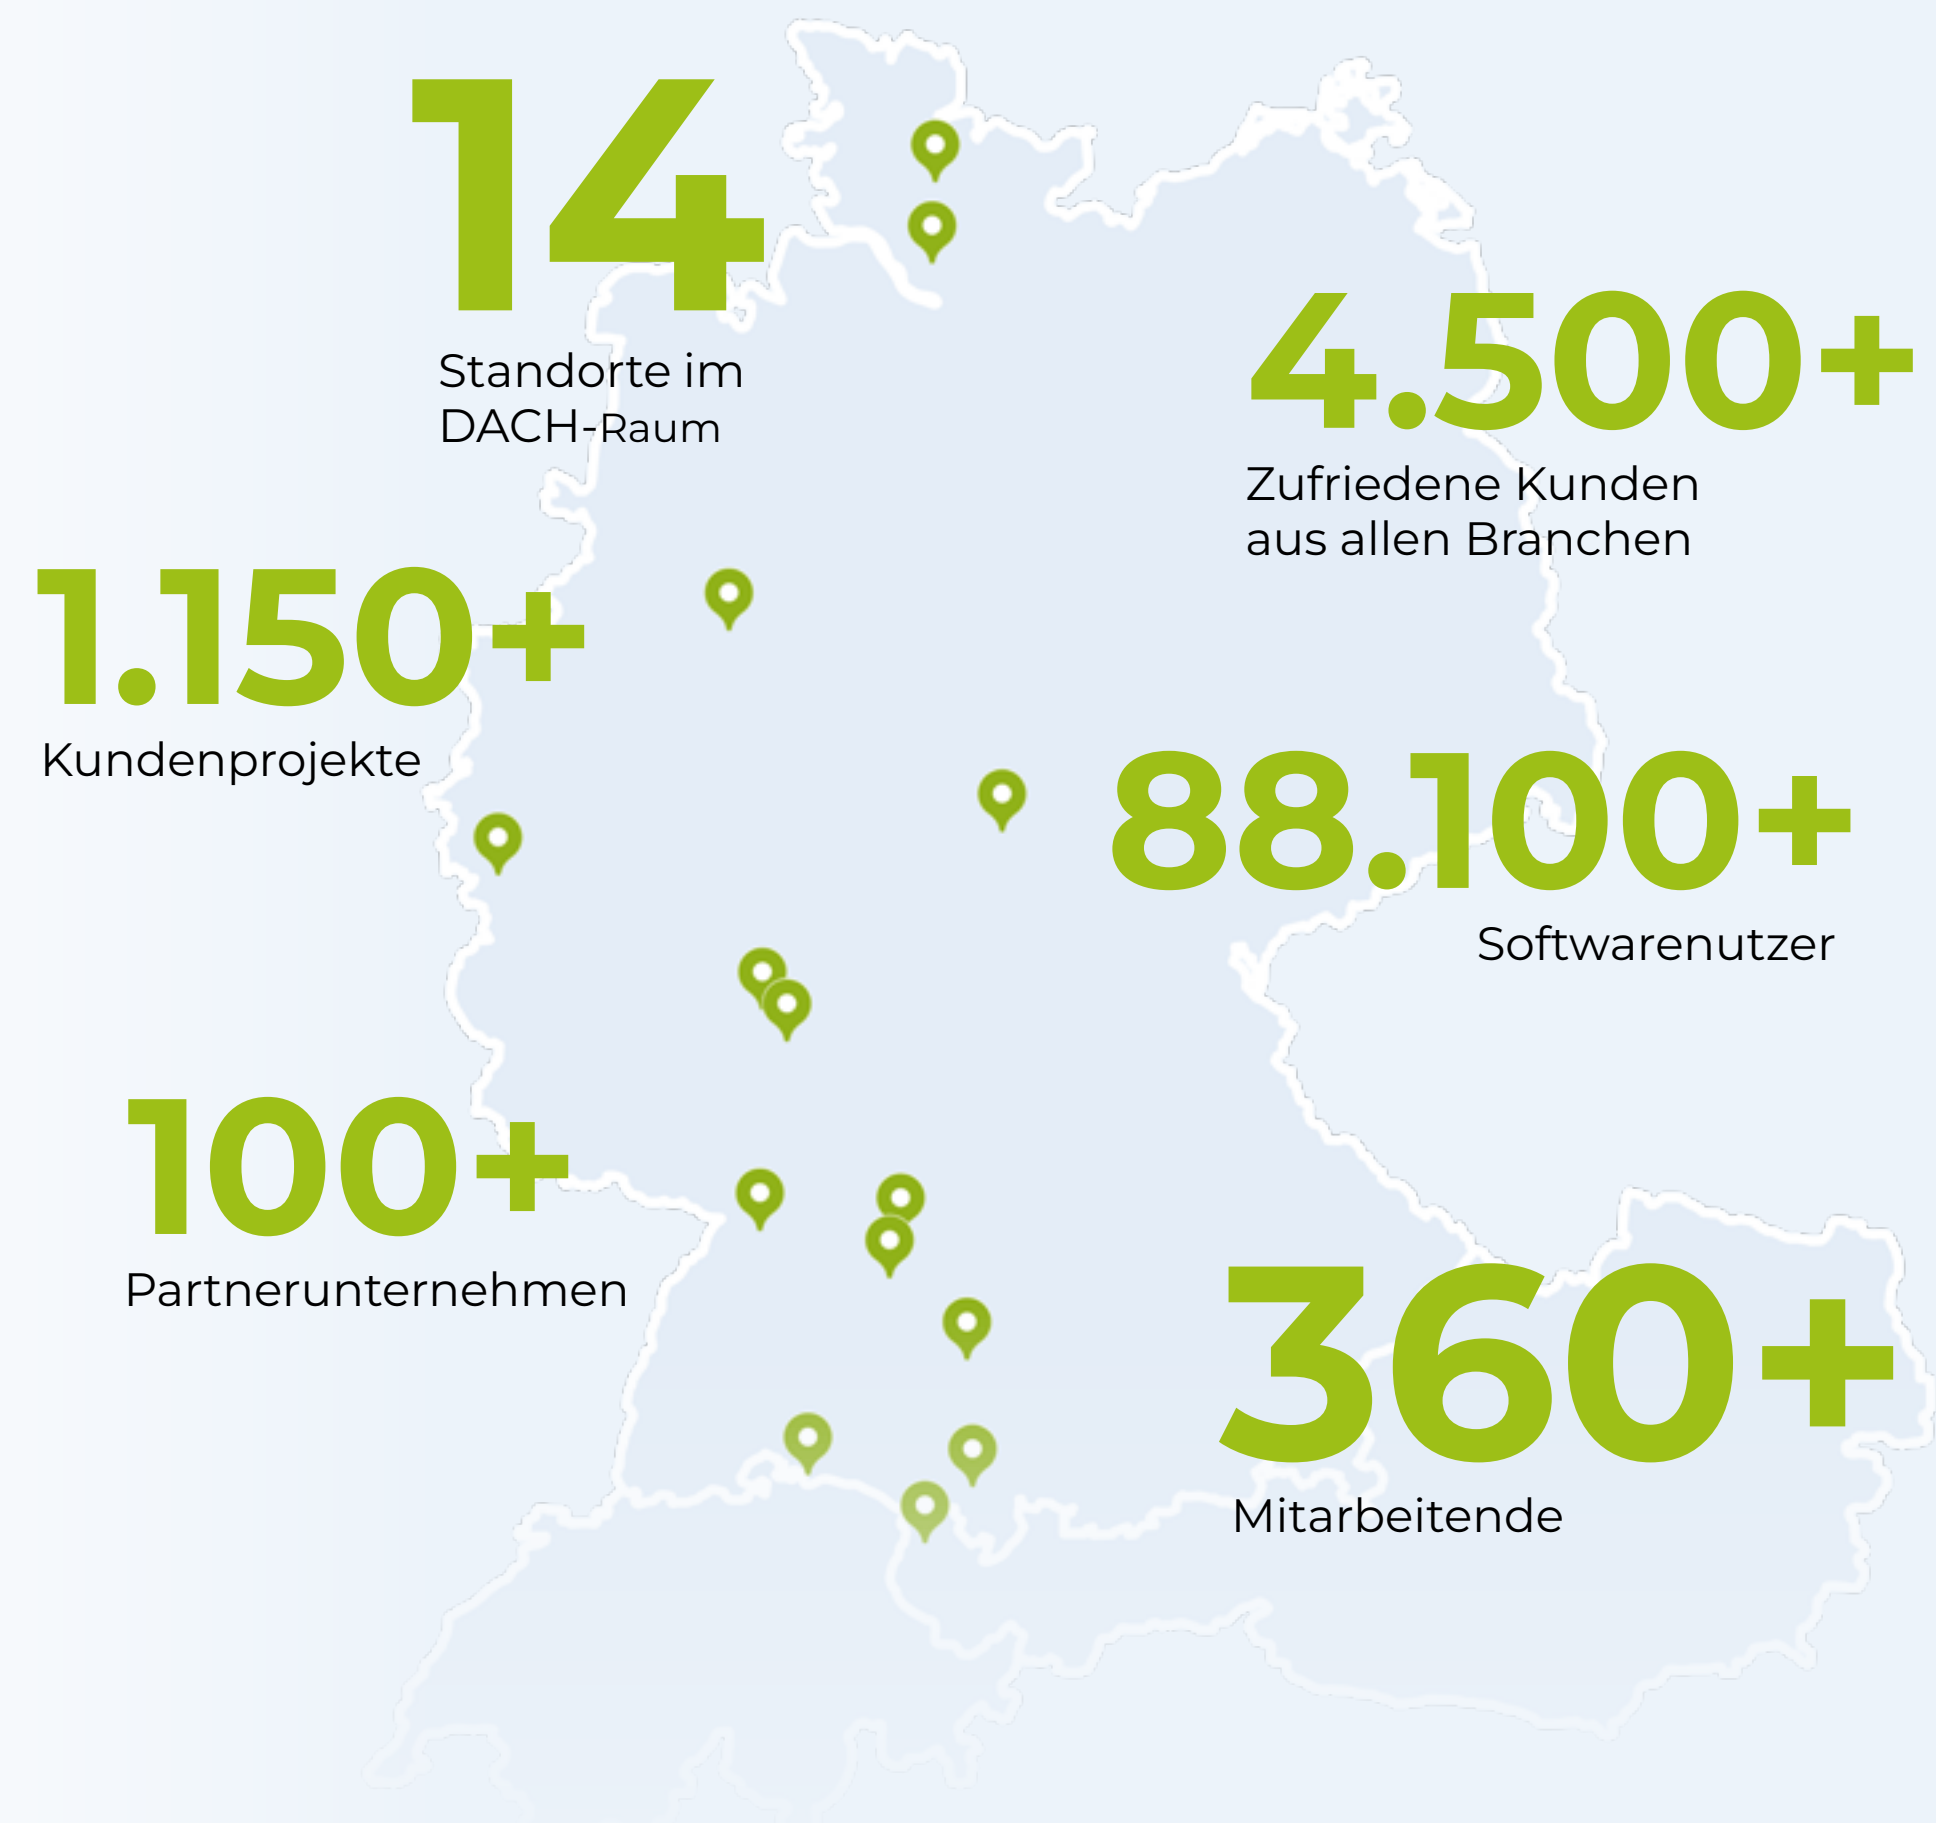 14
Standorte im
DACH-Raum
4.500+
Zufriedene Kunden
aus allen Branchen
1.150+
Kundenprojekte
88.100+
Softwarenutzer
100+
Partnerunternehmen
360+
Mitarbeitende